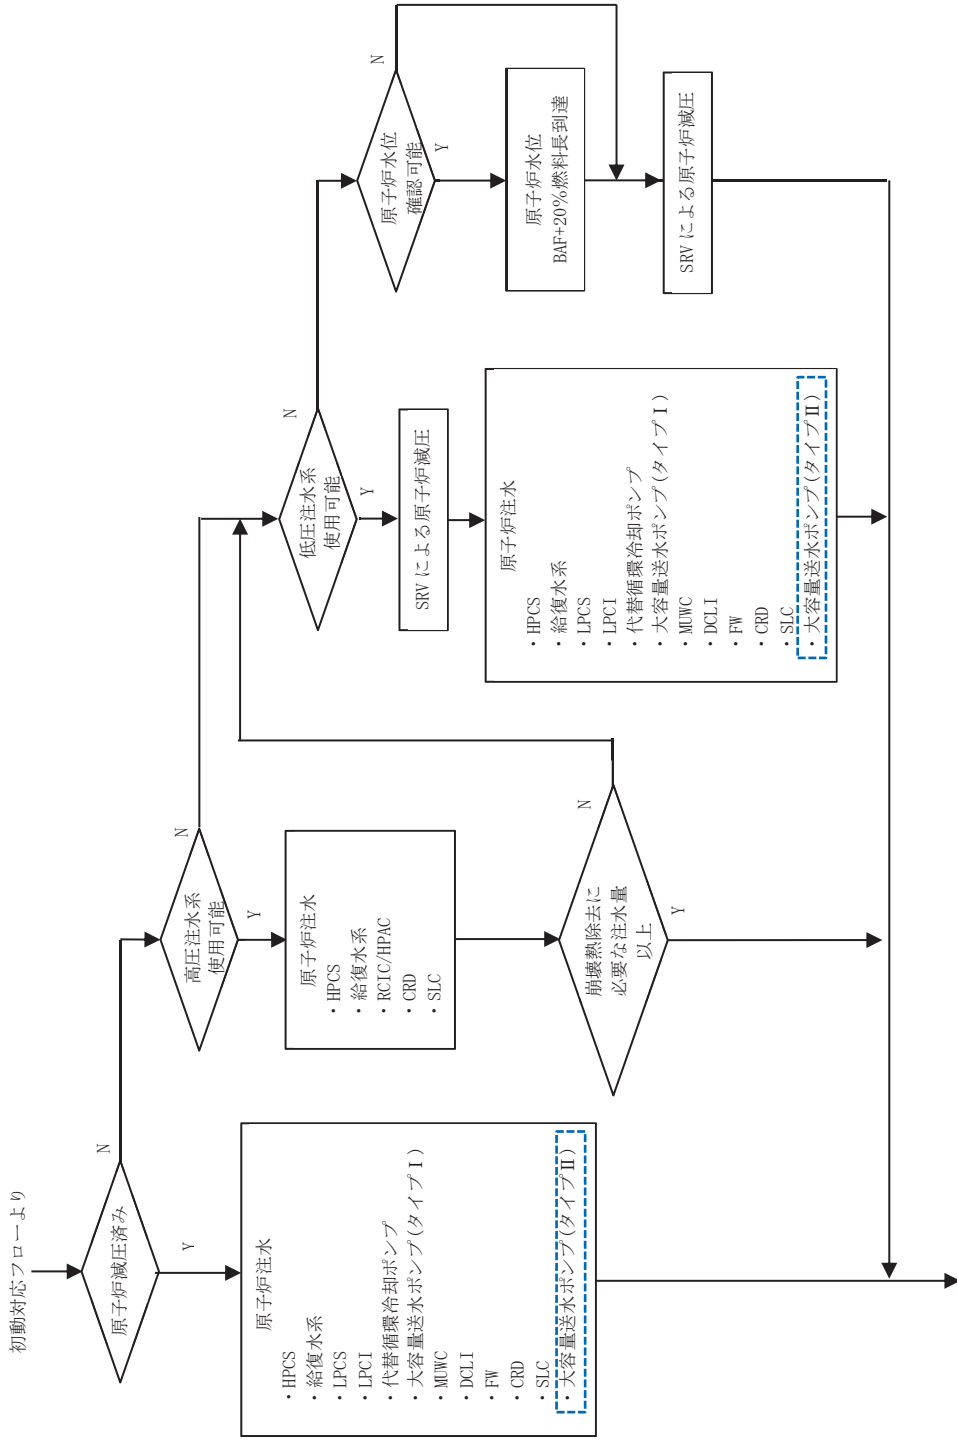 初動対応フローより
原子炉減圧済み
N
Y
原子炉注水
・HPCS
・給復水系
・LPCS
・LPCI
・代替循環冷却ポンプ
・大容量送水ポンプ(タイプⅠ)
・MUWC
・DCLI
・FW
・CRD
・SLC
・大容量送水ポンプ(タイプⅡ)
高圧注水系
使用可能
N
Y
原子炉注水
・HPCS
・給復水系
・RCIC/HPAC
・CRD
・SLC
崩壊熱除去に
必要な注水量
以上
N
Y
低圧注水系
使用可能
N
Y
SRVによる原子炉減圧
原子炉注水
・HPCS
・給復水系
・LPCS
・LPCI
・代替循環冷却ポンプ
・大容量送水ポンプ(タイプⅠ)
・MUWC
・DCLI
・FW
・CRD
・SLC
・大容量送水ポンプ(タイプⅡ)
原子炉水位
確認可能
N
Y
原子炉水位
BAF+20%燃料長到達
SRVによる原子炉減圧